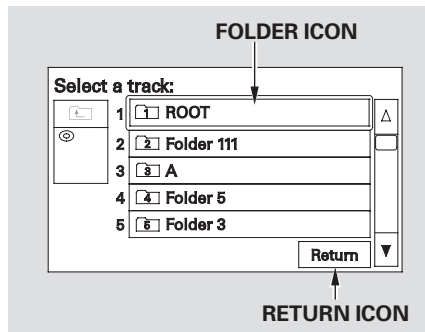 FOLDER ICON
Select a track:
1 1 ROOT
2 2 Folder 111
3 3 A
4 4 Folder 5
5 5 Folder 3
Return
RETURN ICON